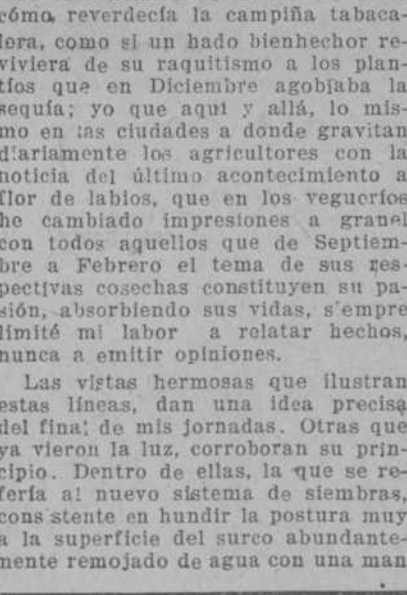 cómo reverdecía la campiña tabaca-
lera, como si un hado bienhechor re-
viviera de su raquitismo a los plan-
tíos que en Diciembre agobiaba la
sequía; yo que aquí y allá, lo mis-
mo en las ciudades a donde gravitan
diariamente los agricultores con la
noticia del último acontecimiento a
flor de labios, que en los vegueríos
he cambiado impresiones a granel
con todos aquellos que de Septiem-
bre a Febrero el tema de sus res-
pectivas cosechas constituyen su pa-
sión, absorbiendo sus vidas, s'empre
limité mi labor a relatar hechos,
nunca a emitir opiniones.
Las vistas hermosas que ilustran
estas líneas, dan una idea precisa
del final de mis jornadas. Otras que
ya vieron la luz, corroboran su prin-
cipio. Dentro de ellas, la que se re-
fería al nuevo sistema de siembras,
cons stente en hundir la postura muy
a la superficie del surco abundante-
mente remojado de agua con una man